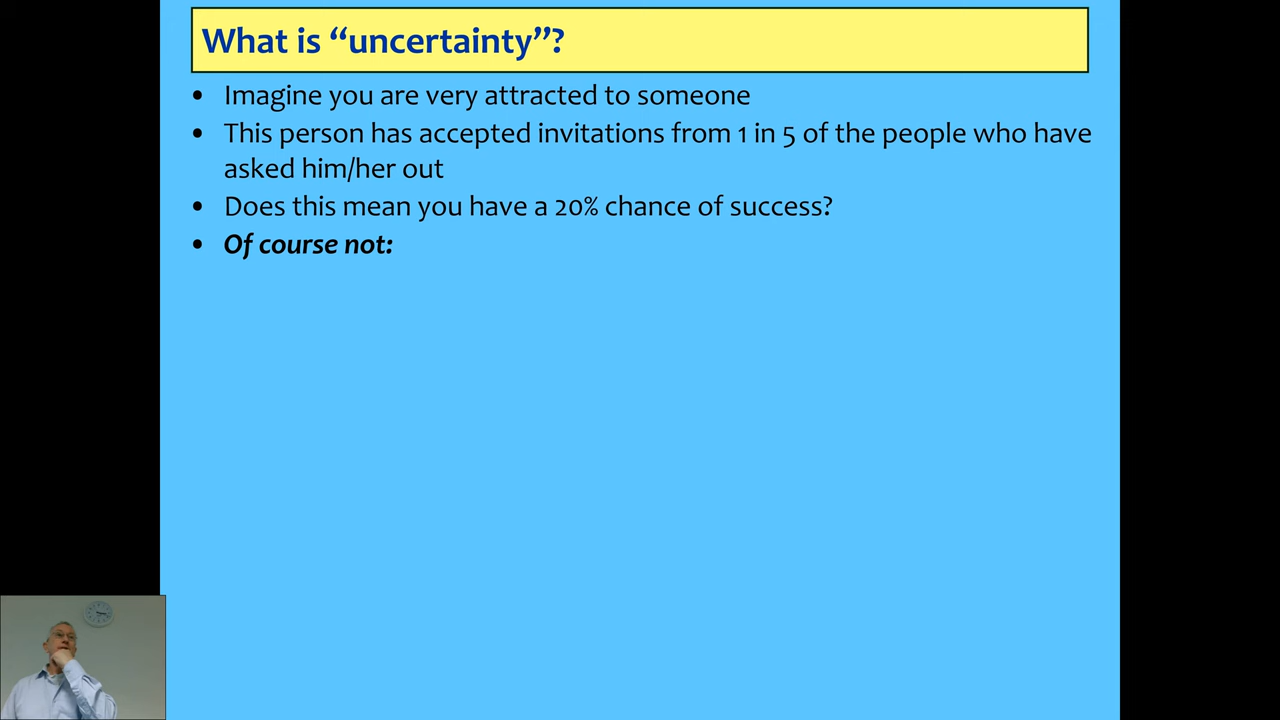 What is “uncertainty”?
• Imagine you are very attracted to someone
• This person has accepted invitations from 1 in 5 of the people who have
asked him/her out
• Does this mean you have a 20% chance of success?
• Of course not: